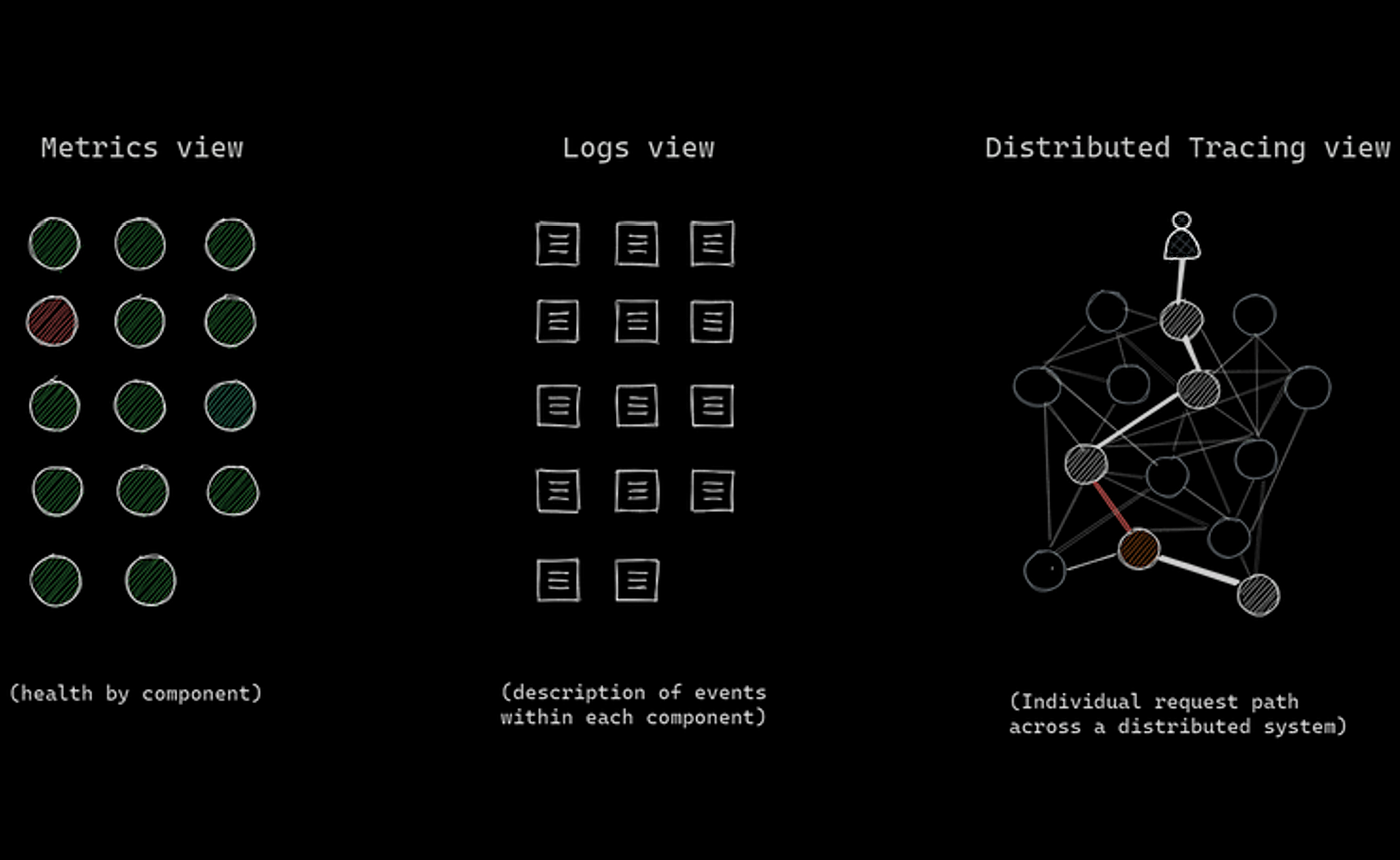 Metrics view
Logs view
Distributed Tracing view
(health by component)
(description of events
within each component)
(Individual request path
across a distributed system)